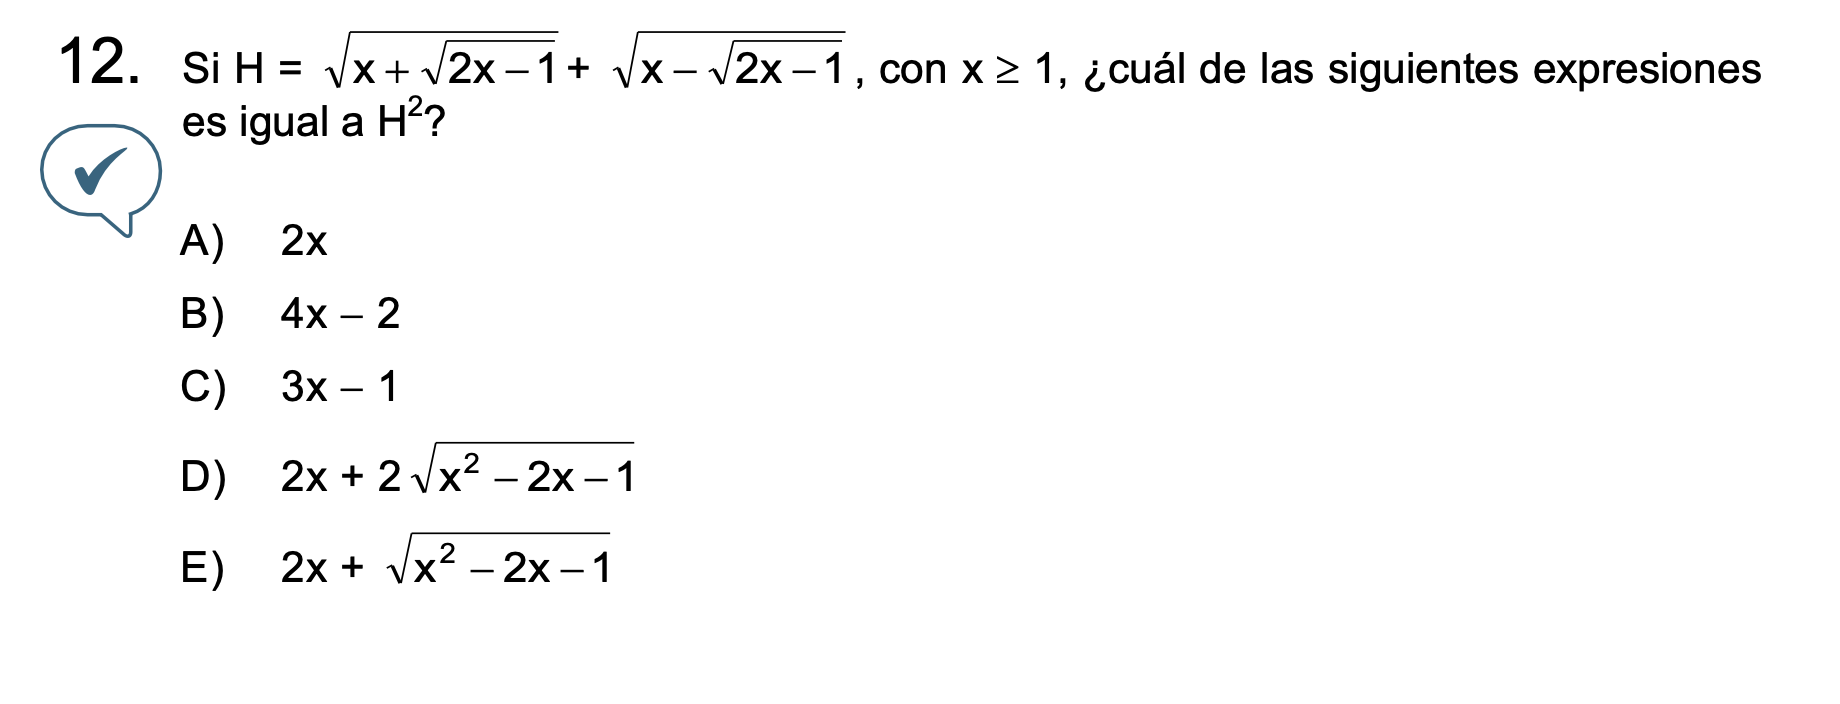 12. Si H = √(x + √(2x – 1)) + √(x – √(2x – 1)), con x ≥ 1, ¿cuál de las siguientes expresiones
es igual a H²?
A) 2x
B) 4x – 2
C) 3x – 1
D) 2x + 2√(x² – 2x – 1)
E) 2x + √(x² – 2x – 1)